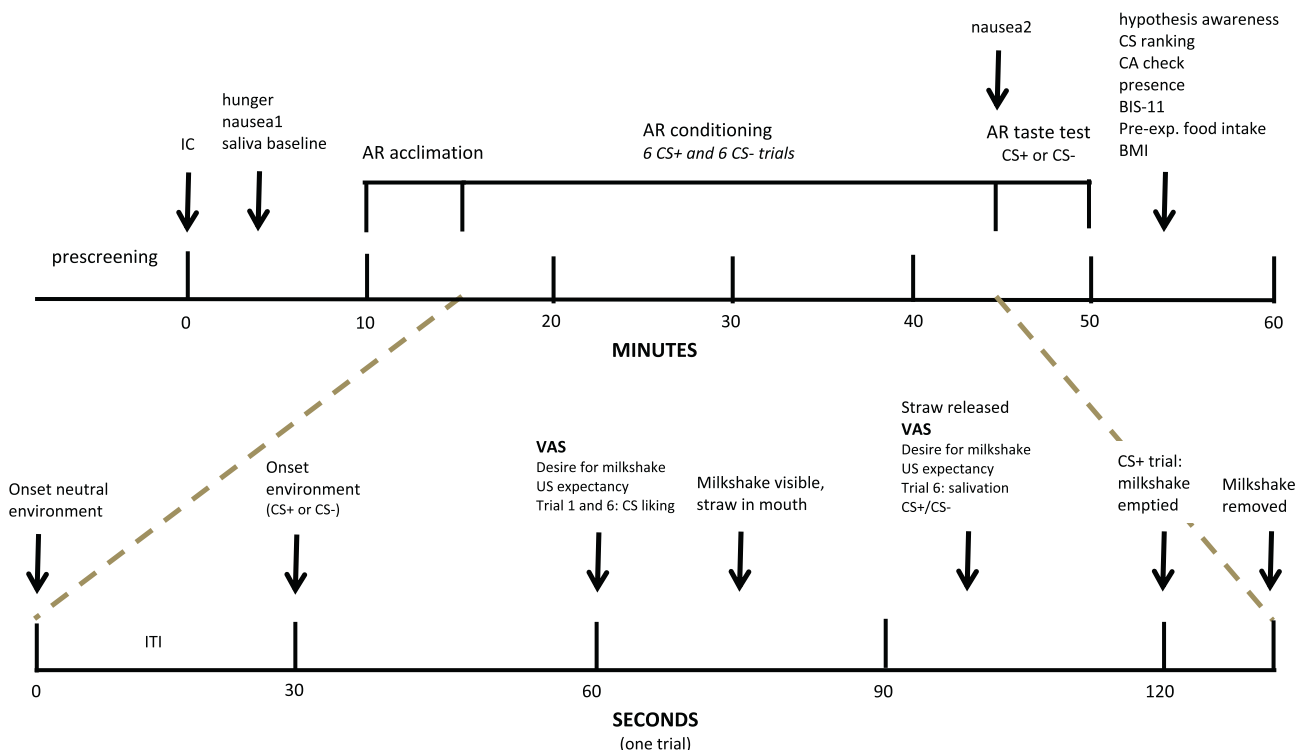 nausea2
hypothesis awareness
CS ranking
CA check
presence
BIS-11
Pre-exp. food intake
BMI
hunger
nausea1
saliva baseline
IC
AR acclimation
AR conditioning
6 CS+ and 6 CS- trials
AR taste test
CS+ or CS-
prescreening
0
10
20
30
40
50
60
MINUTES
Onset neutral
environment
Onset
environment
(CS+ or CS-)
VAS
Desire for milkshake
US expectancy
Trial 1 and 6: CS liking
Milkshake visible,
straw in mouth
Straw released
VAS
Desire for milkshake
US expectancy
Trial 6: salivation
CS+/CS-
CS+ trial:
milkshake
emptied
Milkshake
removed
ITI
0
30
60
90
120
SECONDS
(one trial)